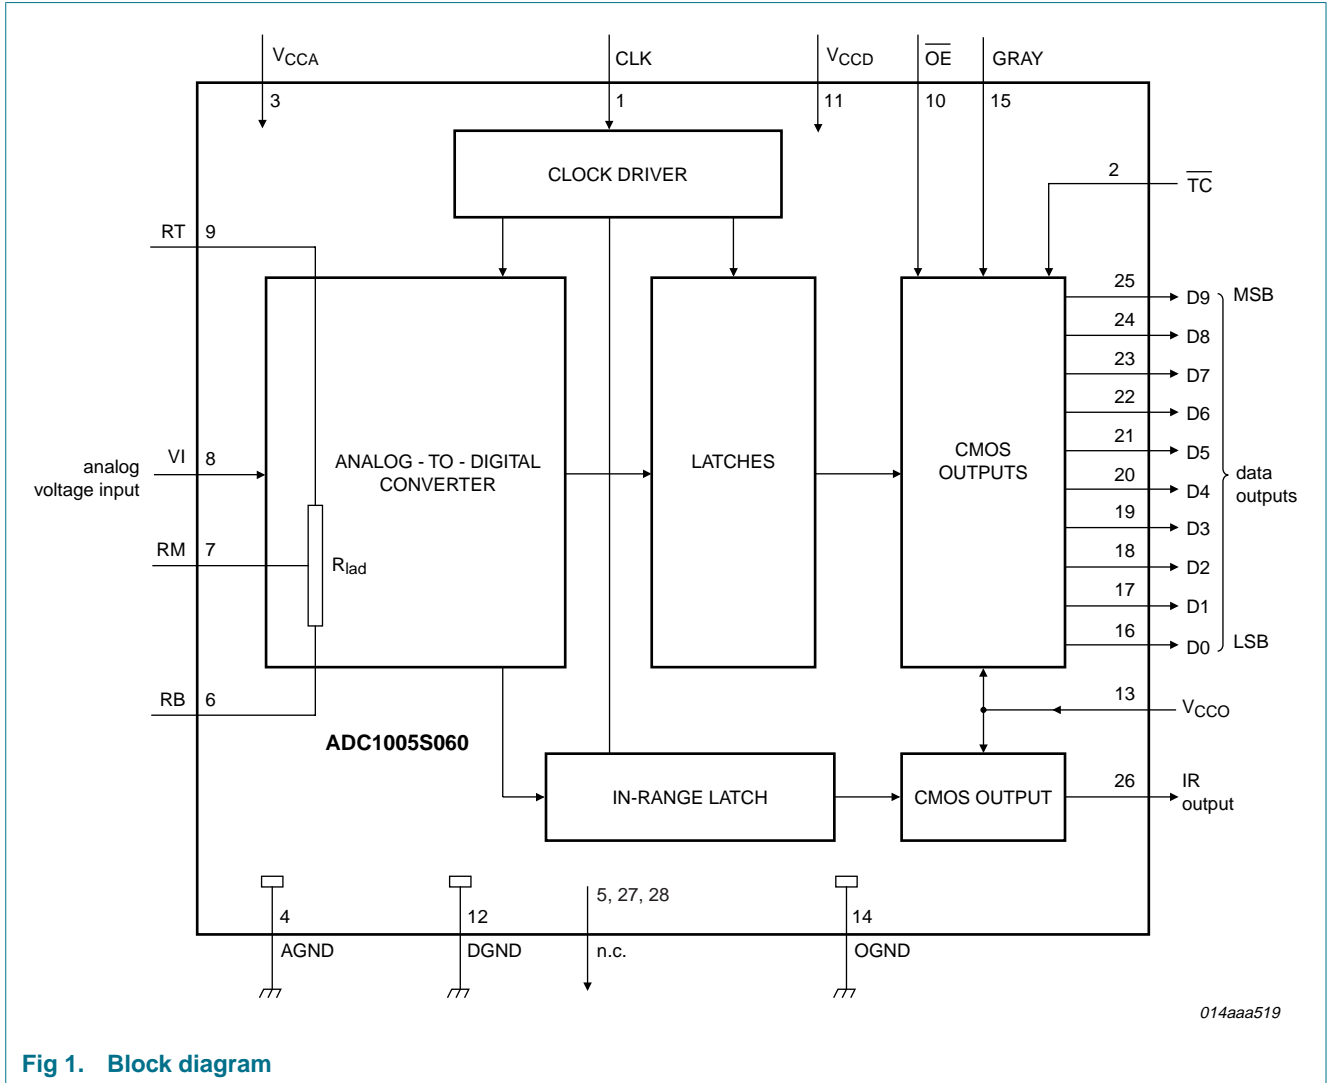 VCCA
CLK
VCCD
OE
GRAY
3
1
11
10
15
CLOCK DRIVER
2
TC
RT
9
25
D9
MSB
24
D8
23
D7
22
D6
21
D5
20
D4
19
D3
18
D2
17
D1
16
D0
LSB
data
outputs
analog
voltage input
VI
8
ANALOG - TO - DIGITAL
CONVERTER
LATCHES
CMOS
OUTPUTS
RM
7
Rlad
RB
6
13
VCCO
ADC1005S060
IN-RANGE LATCH
CMOS OUTPUT
26
IR
output
4
12
5, 27, 28
14
AGND
DGND
n.c.
OGND
014aaa519
Fig 1. Block diagram